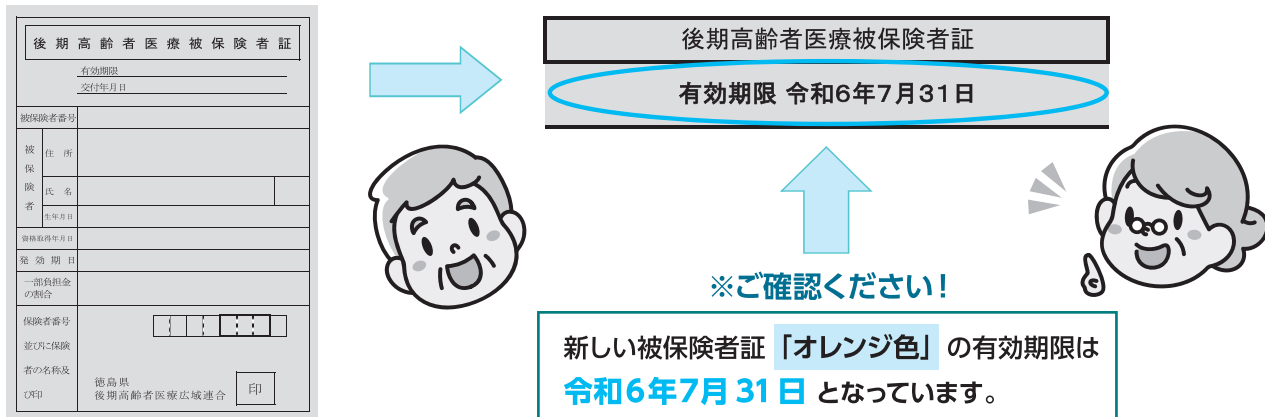 後期高齢者医療被保険者証
有効期限
交付年月日
被保険者番号
被保険者
住所
氏名
生年月日
資格取得年月日
発効期日
一部負担金
の割合
保険者番号
並びに保険
者の名称及
び印
徳島県
後期高齢者医療広域連合
印
後期高齢者医療被保険者証
有効期限 令和6年7月31日
※ご確認ください!
新しい被保険者証「オレンジ色」の有効期限は
令和6年7月31日となっています。